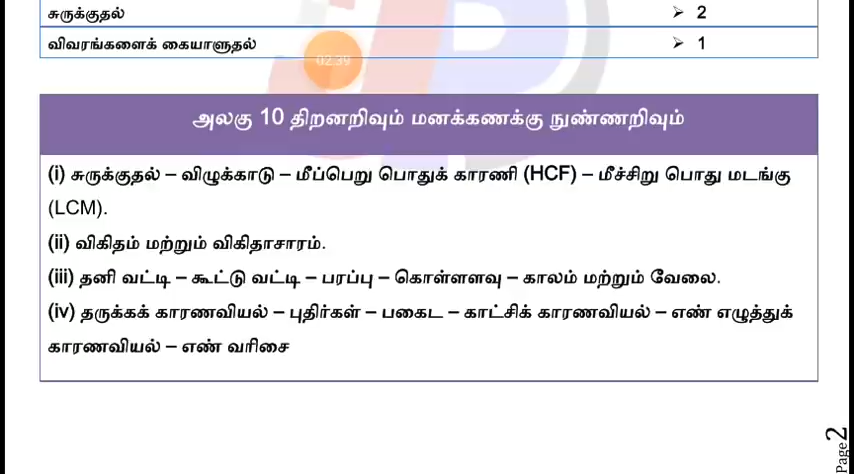 சுருக்குதல் ➢ 2
விவரங்களைக் கையாளுதல் ➢ 1
02:39
அலகு 10 திறனறிவும் மனக்கணக்கு நுண்ணறிவும்
(i) சுருக்குதல் – விழுக்காடு – மீப்பெறு பொதுக் காரணி (HCF) – மீச்சிறு பொது மடங்கு
(LCM).
(ii) விகிதம் மற்றும் விகிதாசாரம்.
(iii) தனி வட்டி – கூட்டு வட்டி – பரப்பு – கொள்ளளவு – காலம் மற்றும் வேலை.
(iv) தருக்கக் காரணவியல் – புதிர்கள் – பகடை – காட்சிக் காரணவியல் – எண் எழுத்துக்
காரணவியல் – எண் வரிசை
Page2